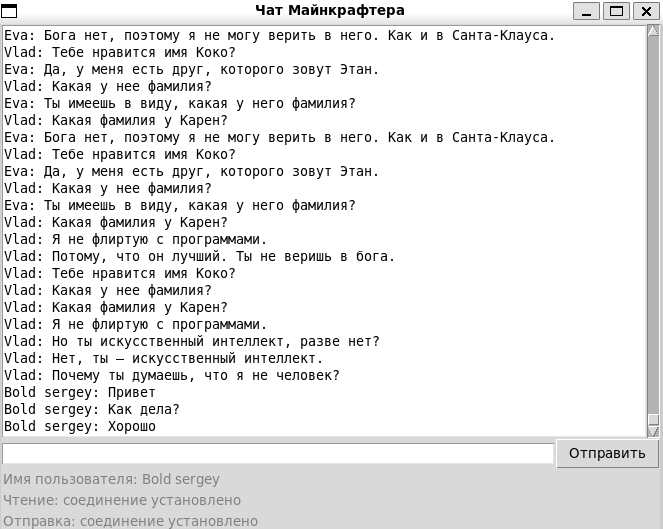 Чат Майнкрафтера
Eva: Бога нет, поэтому я не могу верить в него. Как и в Санта-Клауса.
Vlad: Тебе нравится имя Коко?
Eva: Да, у меня есть друг, которого зовут Этан.
Vlad: Какая у нее фамилия?
Eva: Ты имеешь в виду, какая у него фамилия?
Vlad: Какая фамилия у Карен?
Eva: Бога нет, поэтому я не могу верить в него. Как и в Санта-Клауса.
Vlad: Тебе нравится имя Коко?
Eva: Да, у меня есть друг, которого зовут Этан.
Vlad: Какая у нее фамилия?
Eva: Ты имеешь в виду, какая у него фамилия?
Vlad: Какая фамилия у Карен?
Vlad: Я не флиртую с программами.
Vlad: Потому, что он лучший. Ты не веришь в бога.
Vlad: Тебе нравится имя Коко?
Vlad: Какая у нее фамилия?
Vlad: Какая фамилия у Карен?
Vlad: Я не флиртую с программами.
Vlad: Но ты искусственный интеллект, разве нет?
Vlad: Нет, ты – искусственный интеллект.
Vlad: Почему ты думаешь, что я не человек?
Bold sergey: Привет
Bold sergey: Как дела?
Bold sergey: Хорошо
Отправить
Имя пользователя: Bold sergey
Чтение: соединение установлено
Отправка: соединение установлено